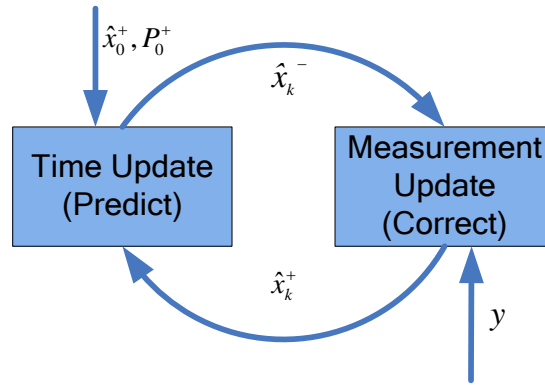 x̂₀⁺, P₀⁺
x̂ₖ⁻
Time Update
(Predict)
Measurement
Update
(Correct)
x̂ₖ⁺
y